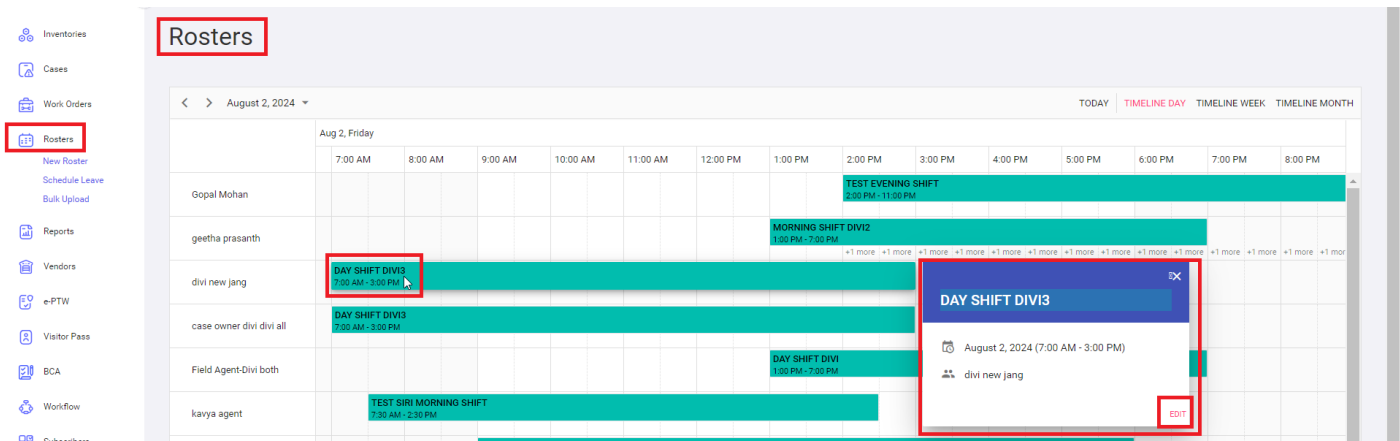 Inventories
Cases
Work Orders
Rosters
New Roster
Schedule Leave
Bulk Upload
Reports
Vendors
e-PTW
Visitor Pass
BCA
Workflow
Subscribers
Rosters
August 2, 2024
TODAY TIMELINE DAY TIMELINE WEEK TIMELINE MONTH
Aug 2, Friday
7:00 AM 8:00 AM 9:00 AM 10:00 AM 11:00 AM 12:00 PM 1:00 PM 2:00 PM 3:00 PM 4:00 PM 5:00 PM 6:00 PM 7:00 PM 8:00 PM
Gopal Mohan
TEST EVENING SHIFT
2:00 PM - 11:00 PM
geetha prasanth
MORNING SHIFT DIVI2
1:00 PM - 7:00 PM
+1 more +1 more +1 more +1 more +1 more +1 more +1 more +1 more +1 more +1 more +1 more +1 more +1 more +1 mor
divi new jang
DAY SHIFT DIVI3
7:00 AM - 3:00 PM
case owner divi divi all
DAY SHIFT DIVI3
7:00 AM - 3:00 PM
Field Agent-Divi both
DAY SHIFT DIVI
1:00 PM - 7:00 PM
kavya agent
TEST SIRI MORNING SHIFT
7:30 AM - 2:30 PM
DAY SHIFT DIVI3
August 2, 2024 (7:00 AM - 3:00 PM)
divi new jang
EDIT